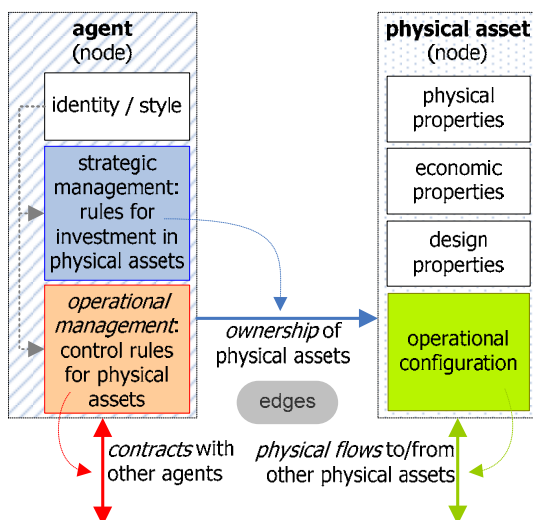 agent
(node)
identity / style
strategic
management:
rules for
investment in
physical assets
operational
management:
control rules
for physical
assets
ownership of
physical assets
edges
contracts with
other agents
physical asset
(node)
physical
properties
economic
properties
design
properties
operational
configuration
physical flows to/from
other physical assets